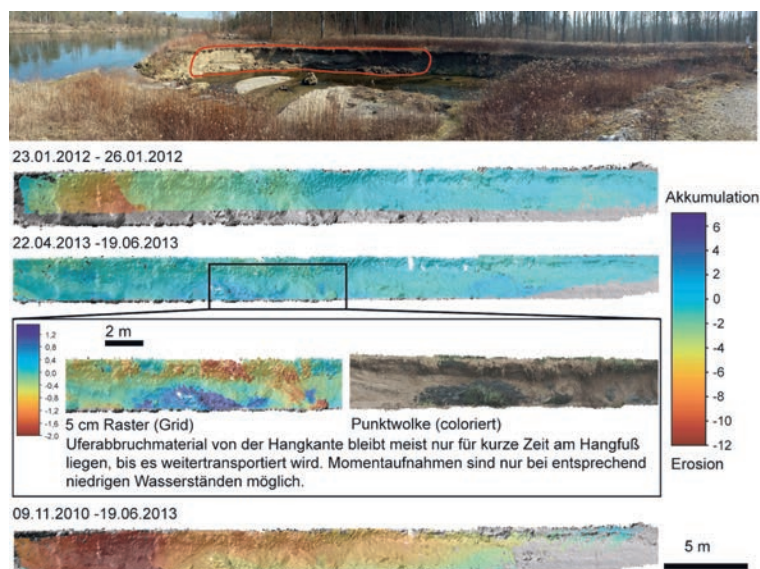 23.01.2012 - 26.01.2012
Akkumulation
6
4
2
0
-2
-4
-6
-8
-10
-12
Erosion
22.04.2013 -19.06.2013
2 m
1,2
0,8
0,4
0,0
-0,4
-0,8
-1,2
-1,6
-2,0
5 cm Raster (Grid)
Punktwolke (coloriert)
Uferabbruchmaterial von der Hangkante bleibt meist nur für kurze Zeit am Hangfuß
liegen, bis es weitertransportiert wird. Momentaufnahmen sind nur bei entsprechend
niedrigen Wasserständen möglich.
09.11.2010 -19.06.2013
5 m